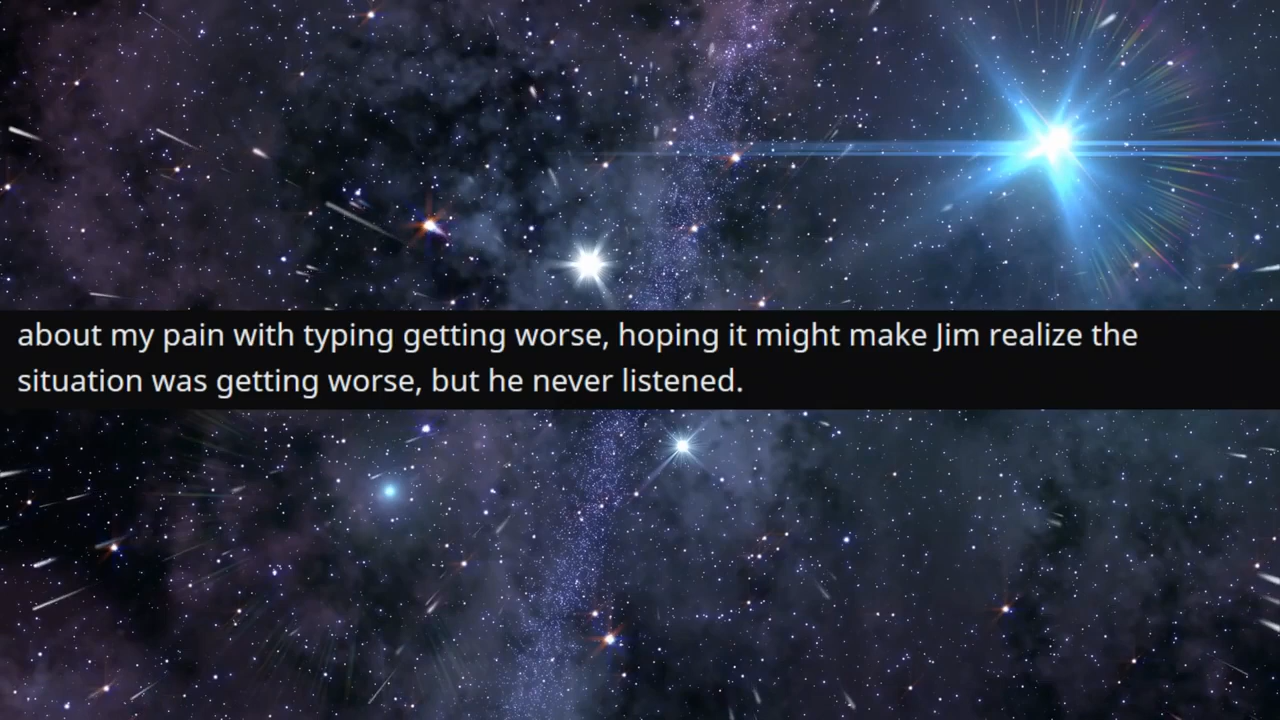 about my pain with typing getting worse, hoping it might make Jim realize the
situation was getting worse, but he never listened.